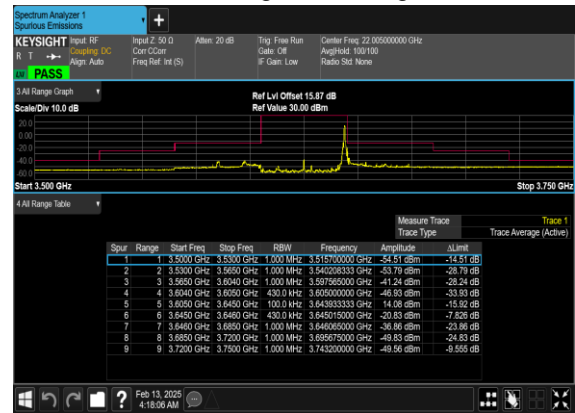 Spectrum Analyzer 1
Spurious Emissions
KEYSIGHT Input: RF Input Z: 50 Ω Atten: 20 dB Trig: Free Run Center Freq: 22.005000000 GHz
R T Coupling: DC Corr CCorr Gate: Off Avg|Hold: 100/100
Align: Auto Freq Ref: Int (S) IF Gain: Low Radio Std: None
LW PASS
3 All Range Graph
Ref Lvl Offset 15.87 dB
Scale/Div 10.0 dB Ref Value 30.00 dBm
20.0
0.00
-20.0
-40.0
-60.0
Start 3.500 GHz Stop 3.750 GHz
4 All Range Table
Measure Trace Trace 1
Trace Type Trace Average (Active)
Spur Range Start Freq Stop Freq RBW Frequency Amplitude ΔLimit
1 1 3.5000 GHz 3.5300 GHz 1.000 MHz 3.515700000 GHz -54.51 dBm -14.51 dB
2 2 3.5300 GHz 3.5650 GHz 1.000 MHz 3.540208333 GHz -53.79 dBm -28.79 dB
3 3 3.5650 GHz 3.6040 GHz 1.000 MHz 3.597565000 GHz -41.24 dBm -28.24 dB
4 4 3.6040 GHz 3.6050 GHz 430.0 kHz 3.605000000 GHz -46.93 dBm -33.93 dB
5 5 3.6050 GHz 3.6450 GHz 100.0 kHz 3.643933333 GHz 14.08 dBm -15.92 dB
6 6 3.6450 GHz 3.6460 GHz 430.0 kHz 3.645015000 GHz -20.83 dBm -7.826 dB
7 7 3.6460 GHz 3.6850 GHz 1.000 MHz 3.646065000 GHz -36.86 dBm -23.86 dB
8 8 3.6850 GHz 3.7200 GHz 1.000 MHz 3.695675000 GHz -49.83 dBm -24.83 dB
9 9 3.7200 GHz 3.7500 GHz 1.000 MHz 3.743200000 GHz -49.56 dBm -9.555 dB
Feb 13, 2025
4:18:06 AM